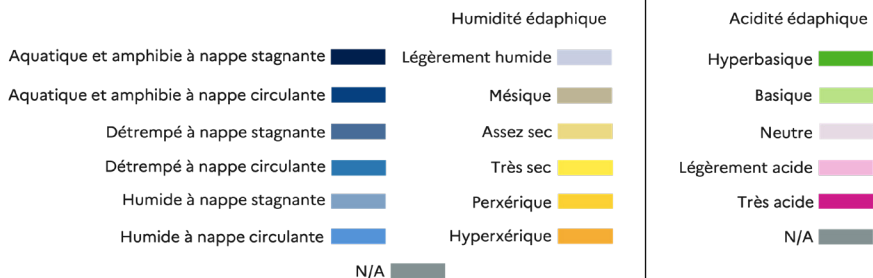 Humidité édaphique
Aquatique et amphibie à nappe stagnante
Aquatique et amphibie à nappe circulante
Détrempé à nappe stagnante
Détrempé à nappe circulante
Humide à nappe stagnante
Humide à nappe circulante
Légèrement humide
Mésique
Assez sec
Très sec
Perxérique
Hyperxérique
N/A
Acidité édaphique
Hyperbasique
Basique
Neutre
Légèrement acide
Très acide
N/A